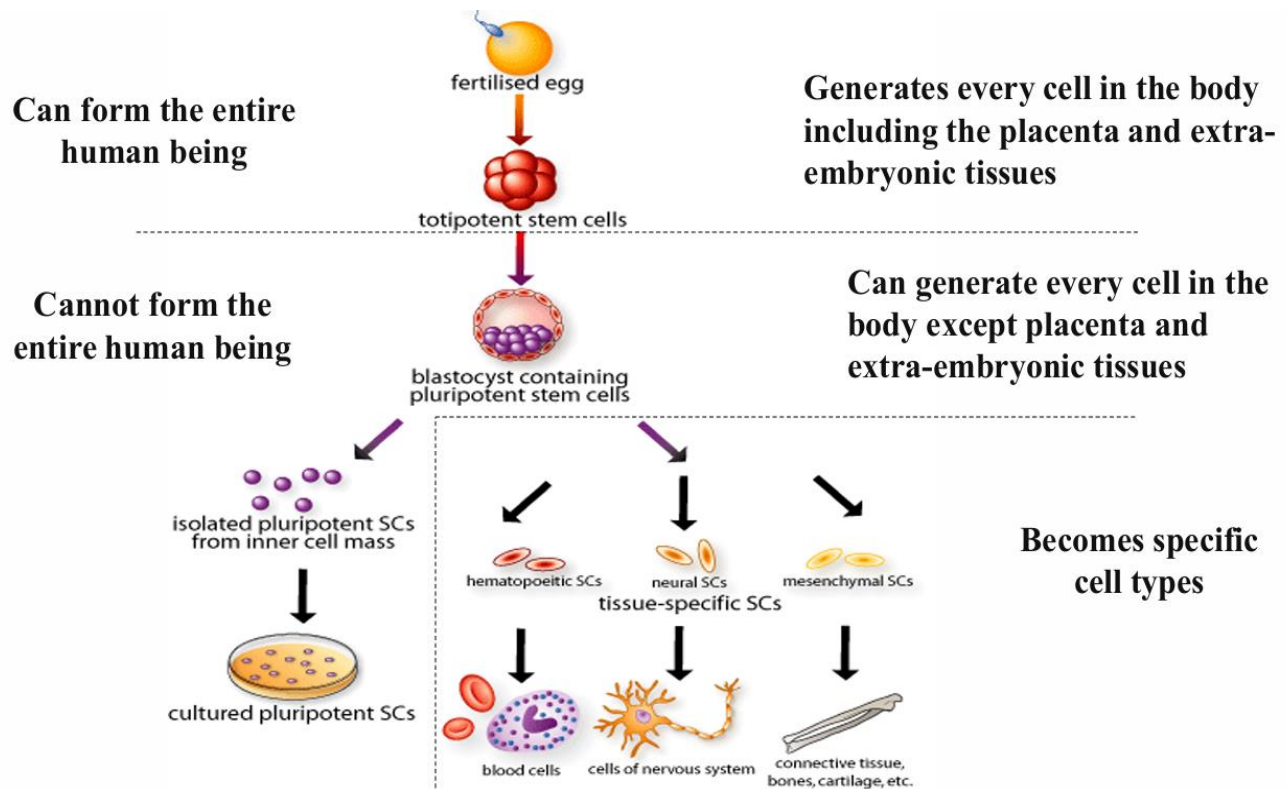 fertilised egg
Can form the entire
human being
Generates every cell in the body
including the placenta and extra-
embryonic tissues
totipotent stem cells
Cannot form the
entire human being
Can generate every cell in the
body except placenta and
extra-embryonic tissues
blastocyst containing
pluripotent stem cells
isolated pluripotent SCs
from inner cell mass
hematopoeitic SCs
neural SCs
mesenchymal SCs
tissue-specific SCs
Becomes specific
cell types
cultured pluripotent SCs
blood cells
cells of nervous system
connective tissue,
bones, cartilage, etc.